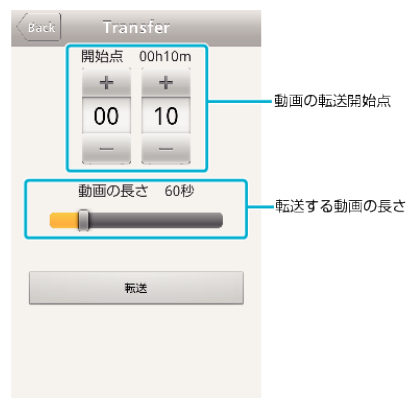 Back Transfer
開始点 00h10m
+ +
00 10
— —
動画の転送開始点
動画の長さ 60秒
転送する動画の長さ
転送